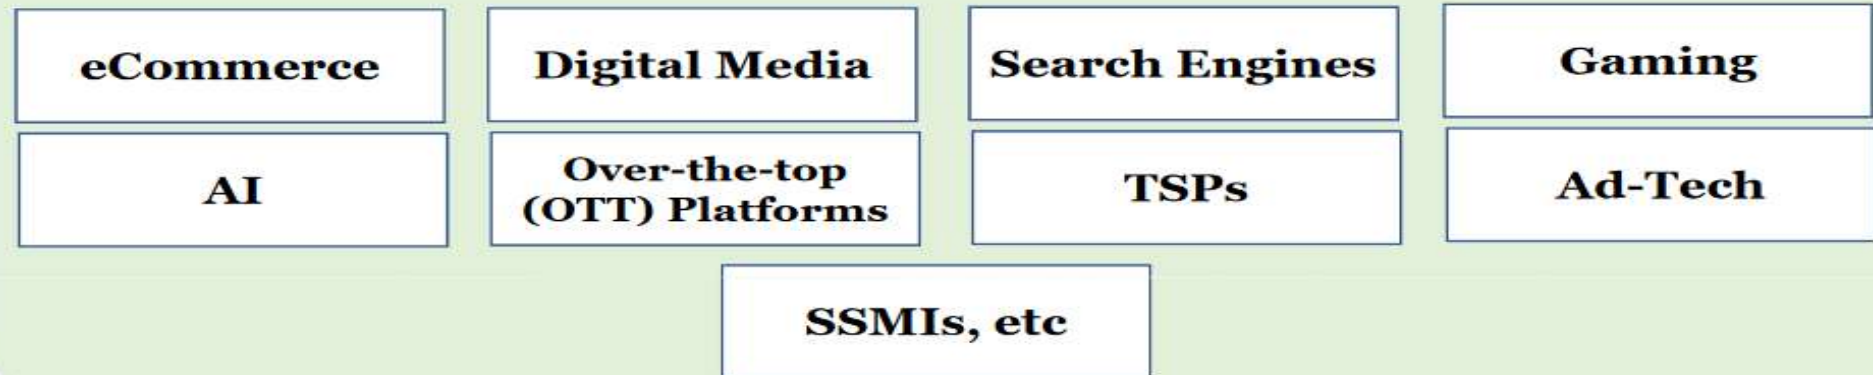 eCommerce
Digital Media
Search Engines
Gaming
AI
Over-the-top
(OTT) Platforms
TSPs
Ad-Tech
SSMIs, etc